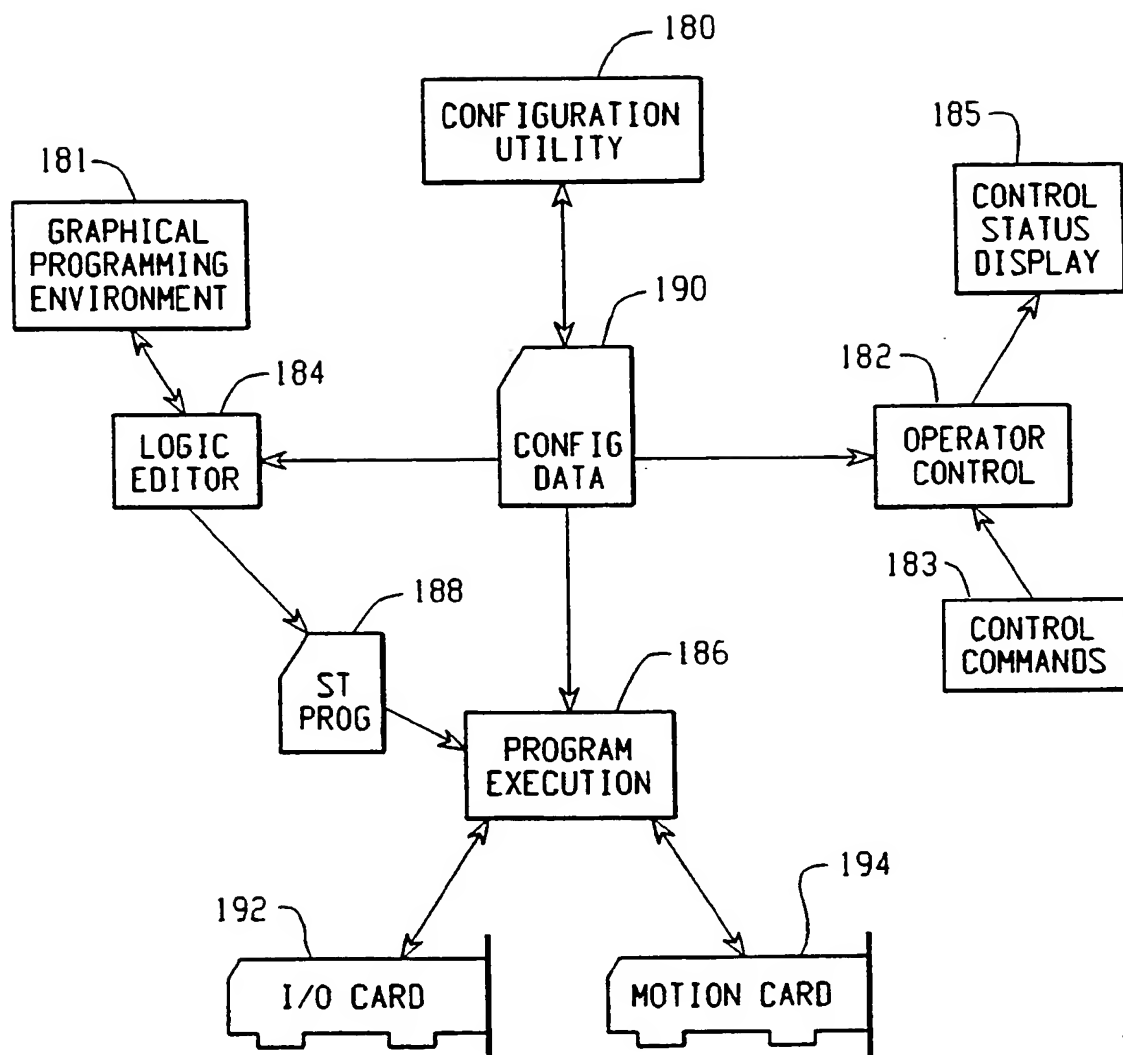 180
CONFIGURATION
UTILITY
185
CONTROL
STATUS
DISPLAY
181
GRAPHICAL
PROGRAMMING
ENVIRONMENT
190
CONFIG
DATA
184
LOGIC
EDITOR
182
OPERATOR
CONTROL
183
CONTROL
COMMANDS
188
ST
PROG
186
PROGRAM
EXECUTION
192
I/O CARD
194
MOTION CARD